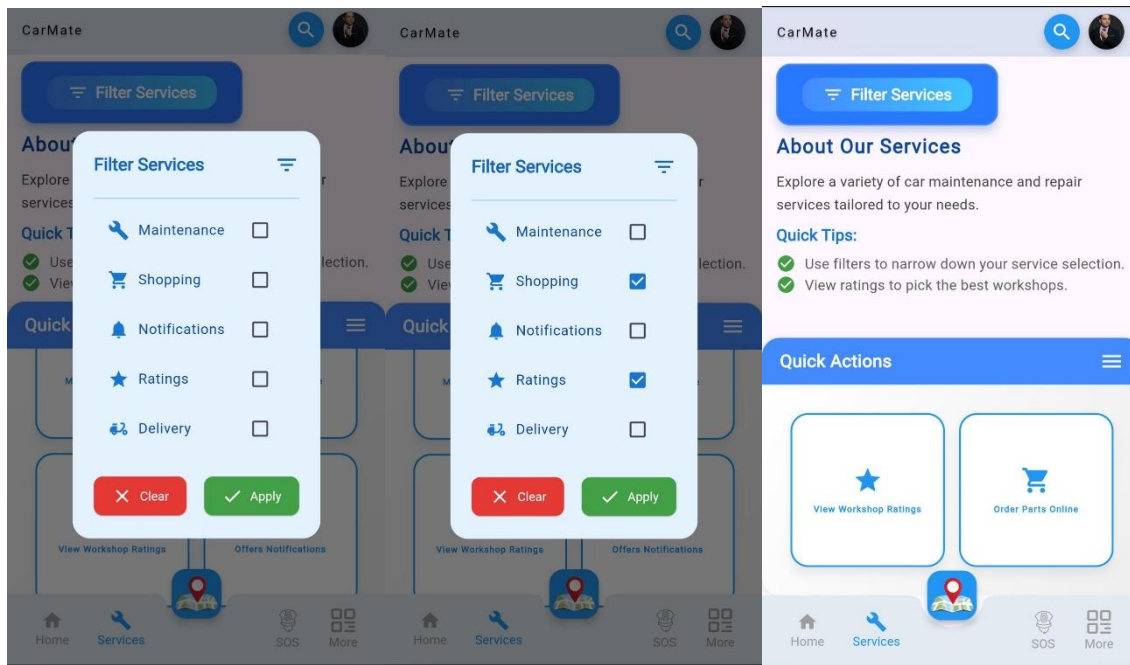 CarMate
Filter Services
Abou
Explore
r
services
Quick T
Use
lection.
Vie
Filter Services
Maintenance
Shopping
Notifications
Ratings
Delivery
Clear
Apply
Quick
M
View Workshop Ratings
Offers Notifications
Home
Services
SOS
More
CarMate
Filter Services
Abou
Explore
r
services
Quick T
Use
lection.
Vie
Filter Services
Maintenance
Shopping
Notifications
Ratings
Delivery
Clear
Apply
Quick
M
View Workshop Ratings
Offers Notifications
Home
Services
SOS
More
CarMate
Filter Services
About Our Services
Explore a variety of car maintenance and repair
services tailored to your needs.
Quick Tips:
Use filters to narrow down your service selection.
View ratings to pick the best workshops.
Quick Actions
View Workshop Ratings
Order Parts Online
Home
Services
SOS
More